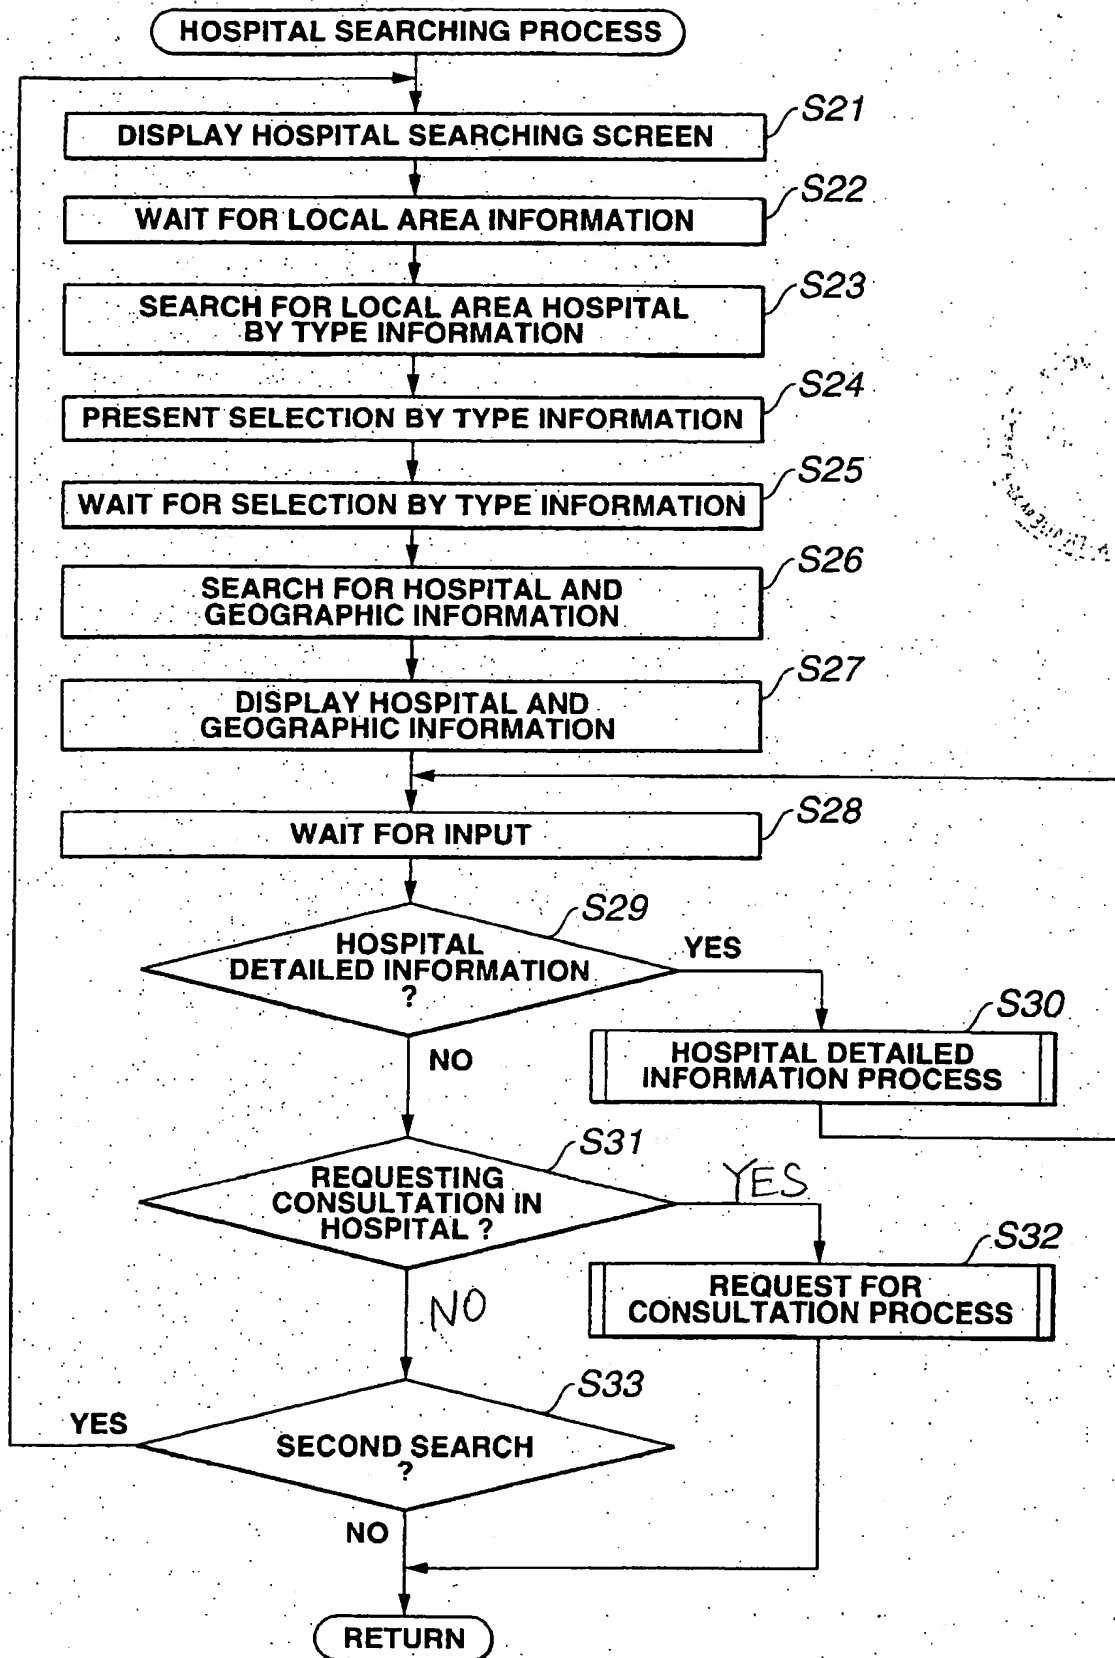 HOSPITAL SEARCHING PROCESS
S21
DISPLAY HOSPITAL SEARCHING SCREEN
S22
WAIT FOR LOCAL AREA INFORMATION
S23
SEARCH FOR LOCAL AREA HOSPITAL
BY TYPE INFORMATION
S24
PRESENT SELECTION BY TYPE INFORMATION
S25
WAIT FOR SELECTION BY TYPE INFORMATION
S26
SEARCH FOR HOSPITAL AND
GEOGRAPHIC INFORMATION
S27
DISPLAY HOSPITAL AND
GEOGRAPHIC INFORMATION
S28
WAIT FOR INPUT
S29
HOSPITAL
DETAILED INFORMATION
?
YES
NO
S30
HOSPITAL DETAILED
INFORMATION PROCESS
S31
REQUESTING
CONSULTATION IN
HOSPITAL ?
YES
NO
S32
REQUEST FOR
CONSULTATION PROCESS
S33
SECOND SEARCH
?
YES
NO
RETURN